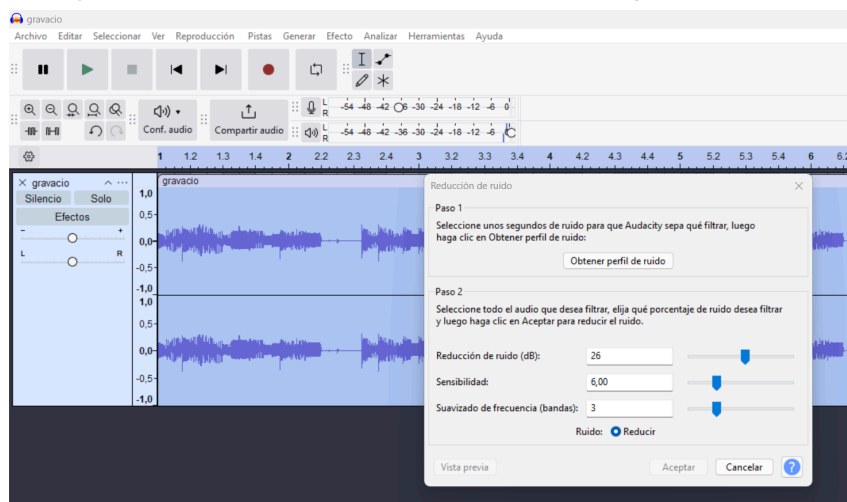 gravacio
Archivo Editar Seleccionar Ver Reproducción Pistas Generar Efecto Analizar Herramientas Ayuda
L
R
-54 -48 -42 6 -30 -24 -18 -12 -6 0
Conf. audio
Compartir audio
L
R
-54 -48 -42 -36 -30 -24 -18 -12 -6
1 1.2 1.3 1.4 2 2.2 2.3 2.4 3 3.2 3.3 3.4 4 4.2 4.3 4.4 5 5.2 5.3 5.4 6 6.2
gravacio
Silencio Solo
Efectos
- +
L R
1,0
0,5
0,0
-0,5
-1,0
1,0
0,5
0,0
-0,5
-1,0
gravacio
Reducción de ruido
Paso 1
Seleccione unos segundos de ruido para que Audacity sepa qué filtrar, luego
haga clic en Obtener perfil de ruido:
Obtener perfil de ruido
Paso 2
Seleccione todo el audio que desea filtrar, elija qué porcentaje de ruido desea filtrar
y luego haga clic en Aceptar para reducir el ruido.
Reducción de ruido (dB): 26
Sensibilidad: 6,00
Suavizado de frecuencia (bandas): 3
Ruido: Reducir
Vista previa Aceptar Cancelar ?